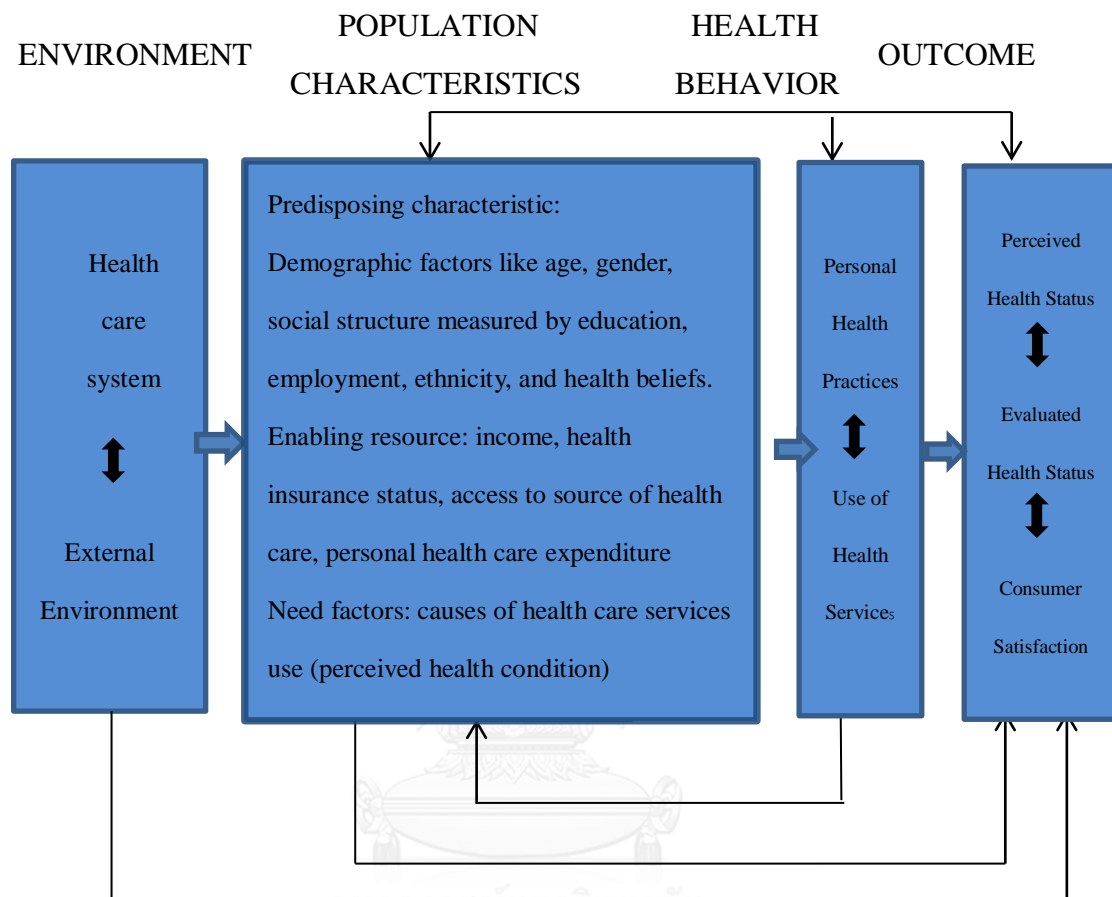 ENVIRONMENT
POPULATION
CHARACTERISTICS
HEALTH
BEHAVIOR
OUTCOME
Health
care
system
External
Environment
Predisposing characteristic:
Demographic factors like age, gender,
social structure measured by education,
employment, ethnicity, and health beliefs.
Enabling resource: income, health
insurance status, access to source of health
care, personal health care expenditure
Need factors: causes of health care services
use (perceived health condition)
Personal
Health
Practices
Use of
Health
Services
Perceived
Health Status
Evaluated
Health Status
Consumer
Satisfaction